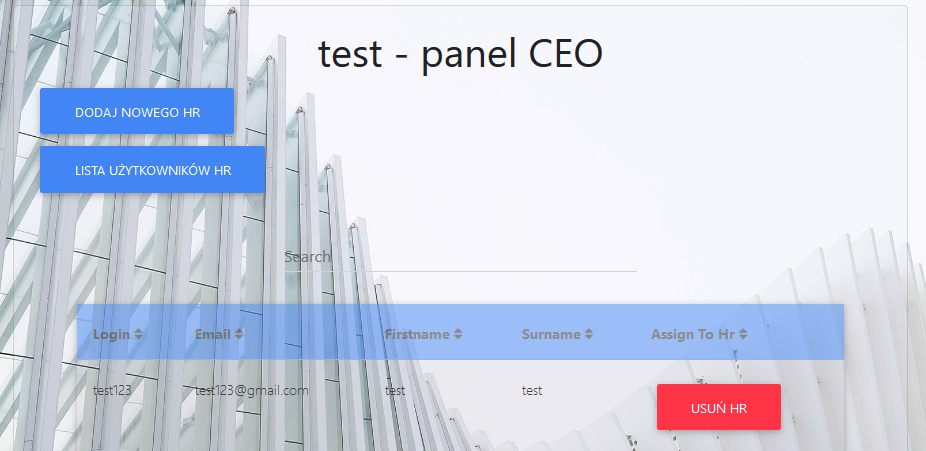 test - panel CEO
DODAJ NOWEGO HR
LISTA UŻYTKOWNIKÓW HR
Search
Login Email Firstname Surname Assign To Hr
test123 test123@gmail.com test test USUŃ HR